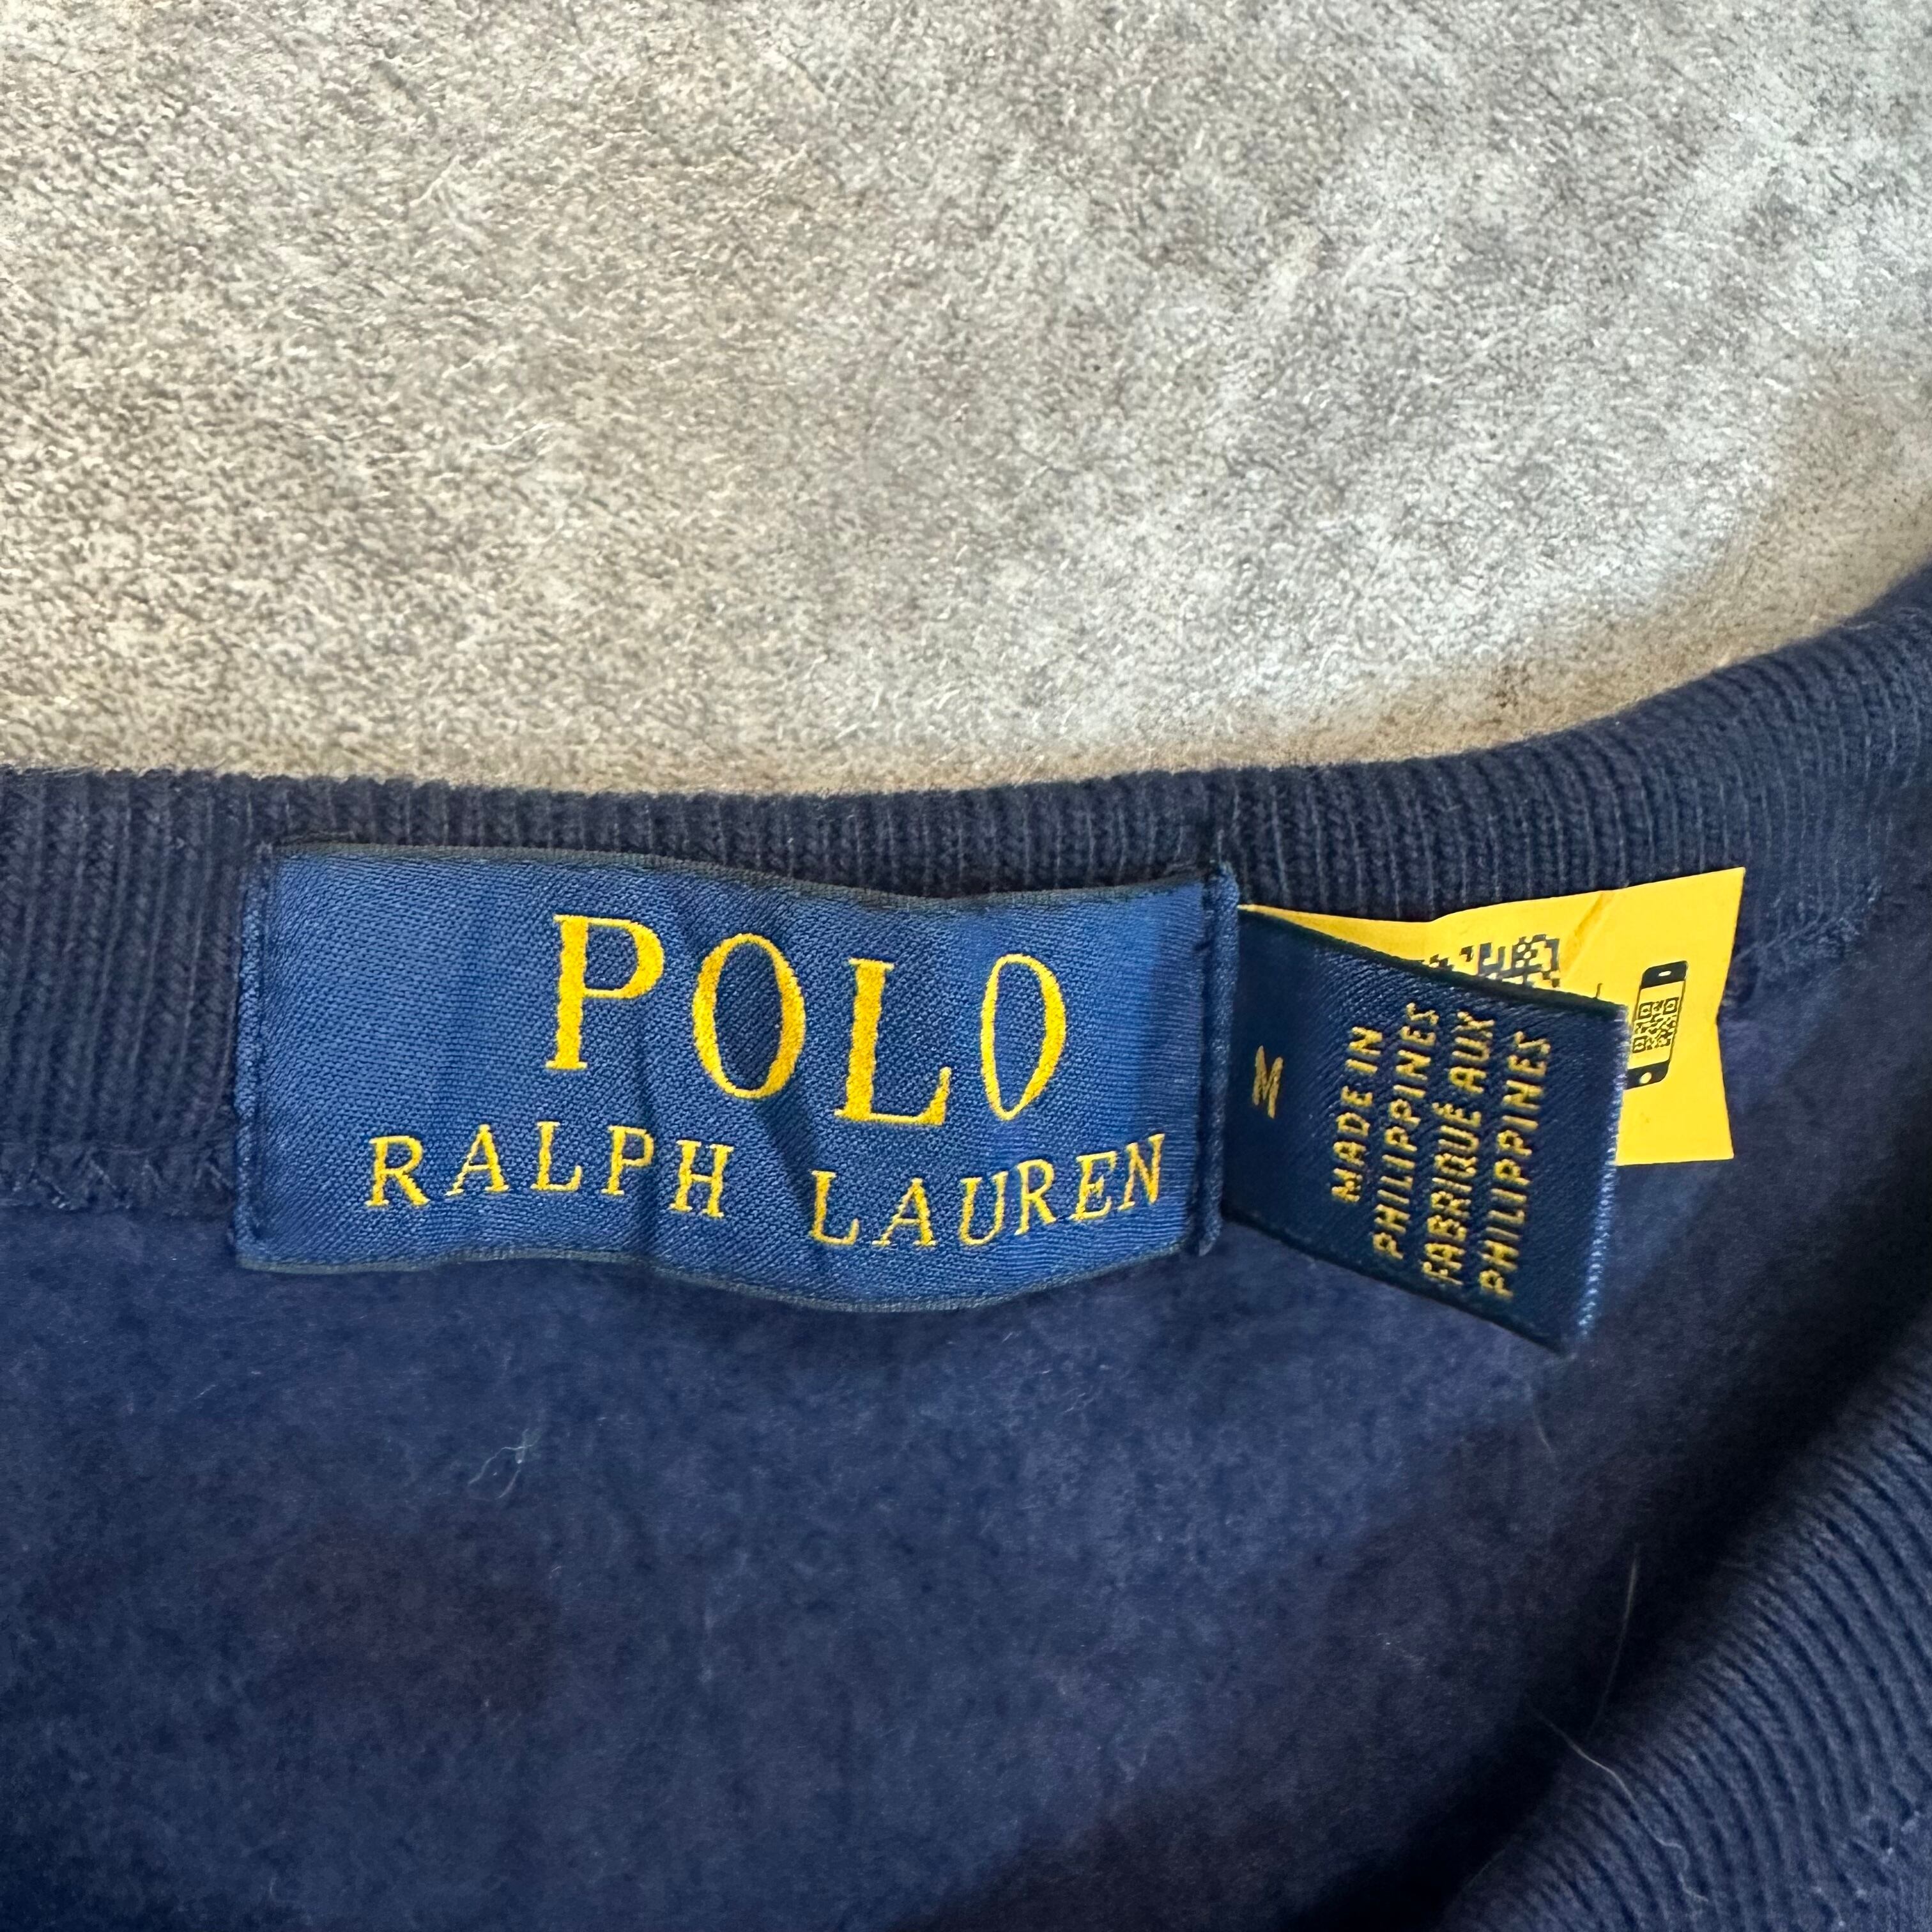 POLO
RALPH LAUREN
M
MADE IN
PHILIPPINES
FABRIQUÉ AUX
PHILIPPINES